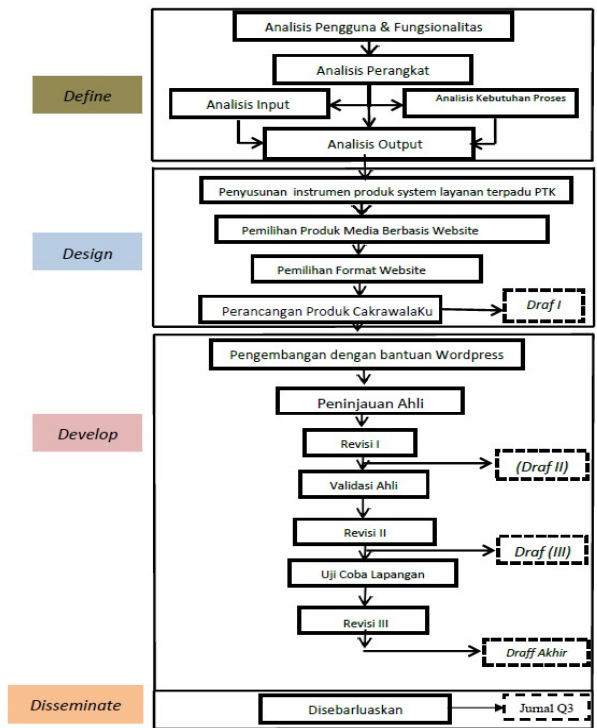 Analisis Pengguna & Fungsionalitas
Analisis Perangkat
Define
Analisis Input
Analisis Kebutuhan Proses
Analisis Output
Penyusunan instrumen produk system layanan terpadu PTK
Pemilihan Produk Media Berbasis Website
Design
Pemilihan Format Website
Perancangan Produk CakrawalaKu
Draf I
Pengembangan dengan bantuan Wordpress
Peninjauan Ahli
Develop
Revisi I
(Draf II)
Validasi Ahli
Revisi II
Draf (III)
Uji Coba Lapangan
Revisi III
Draff Akhir
Disseminate
Disebarluaskan
Jurnal Q3